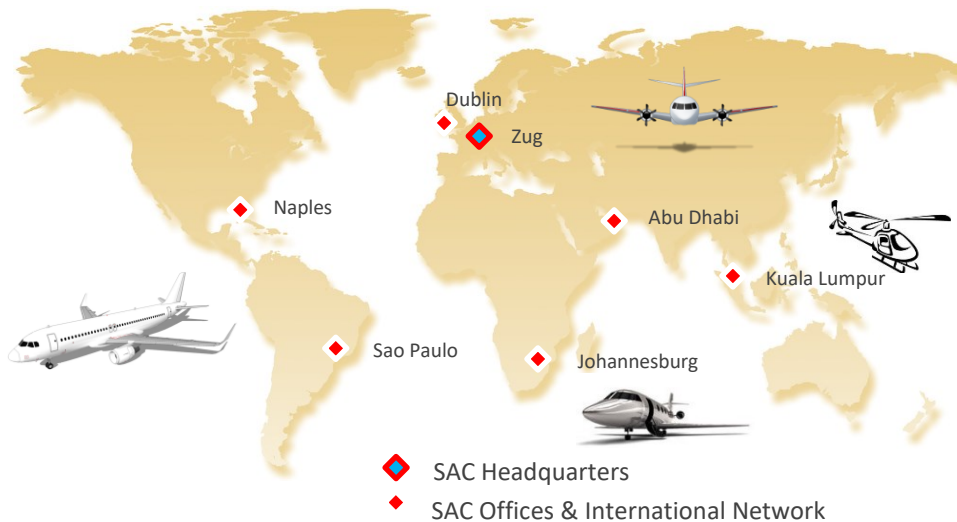 Dublin
Zug
Naples
Abu Dhabi
Kuala Lumpur
Sao Paulo
Johannesburg
SAC Headquarters
SAC Offices & International Network